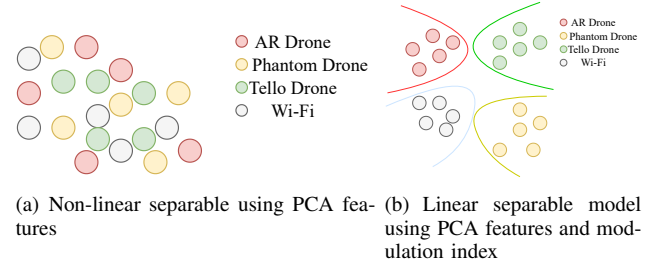 AR Drone
Phantom Drone
Tello Drone
Wi-Fi
AR Drone
Phantom Drone
Tello Drone
Wi-Fi
(a) Non-linear separable using PCA fea-
tures
(b) Linear separable model
using PCA features and mod-
ulation index